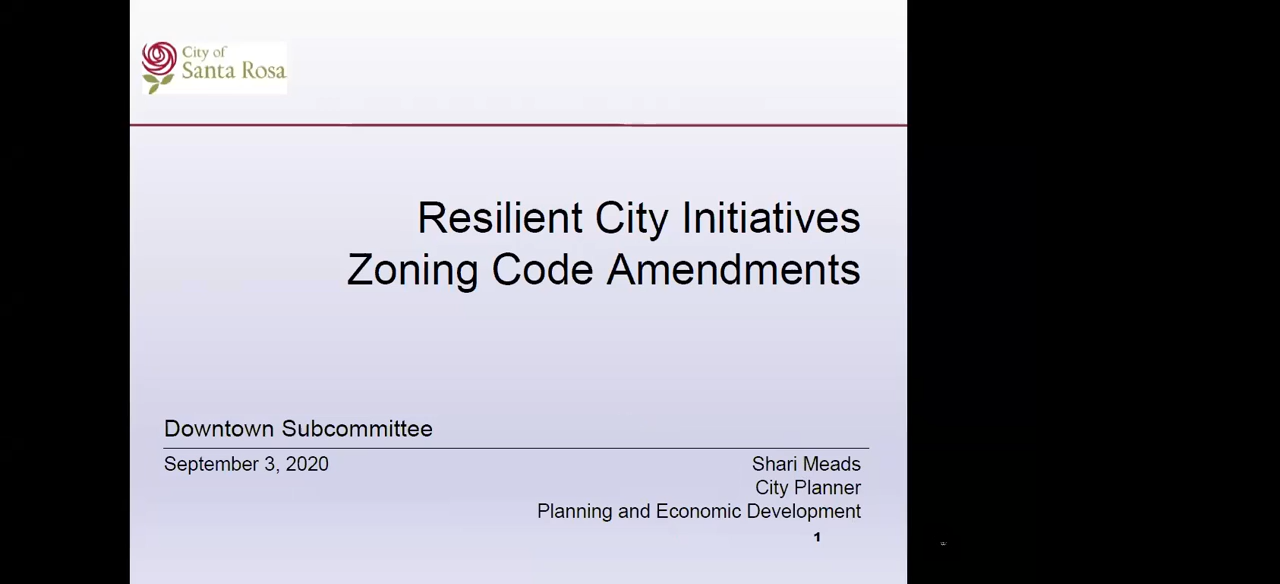 City of
Santa Rosa
Resilient City Initiatives
Zoning Code Amendments
Downtown Subcommittee
September 3, 2020
Shari Meads
City Planner
Planning and Economic Development
1